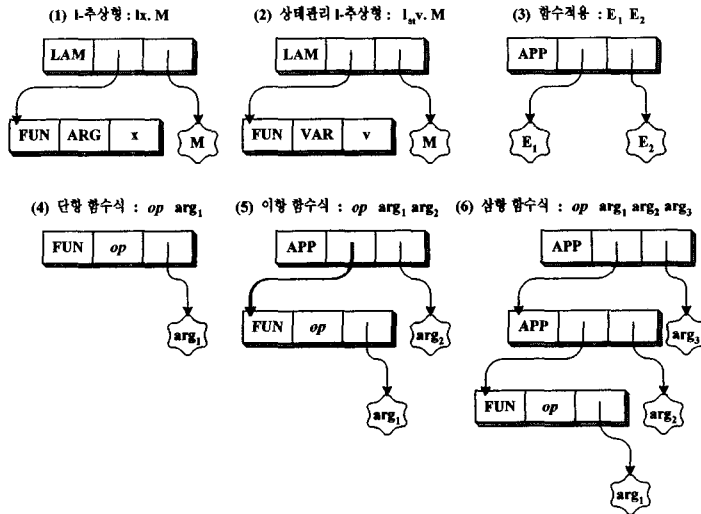 (1) l-추상형 : lx. M
(2) 상태관리 l-추상형 : l_st v. M
(3) 함수적용 : E₁ E₂
LAM
LAM
APP
FUN ARG x
M
FUN VAR v
M
E₁
E₂
(4) 단항 함수식 : op arg₁
(5) 이항 함수식 : op arg₁ arg₂
(6) 삼항 함수식 : op arg₁ arg₂ arg₃
FUN op
APP
APP
arg₁
FUN op
arg₂
APP
arg₃
arg₁
FUN op
arg₂
arg₁